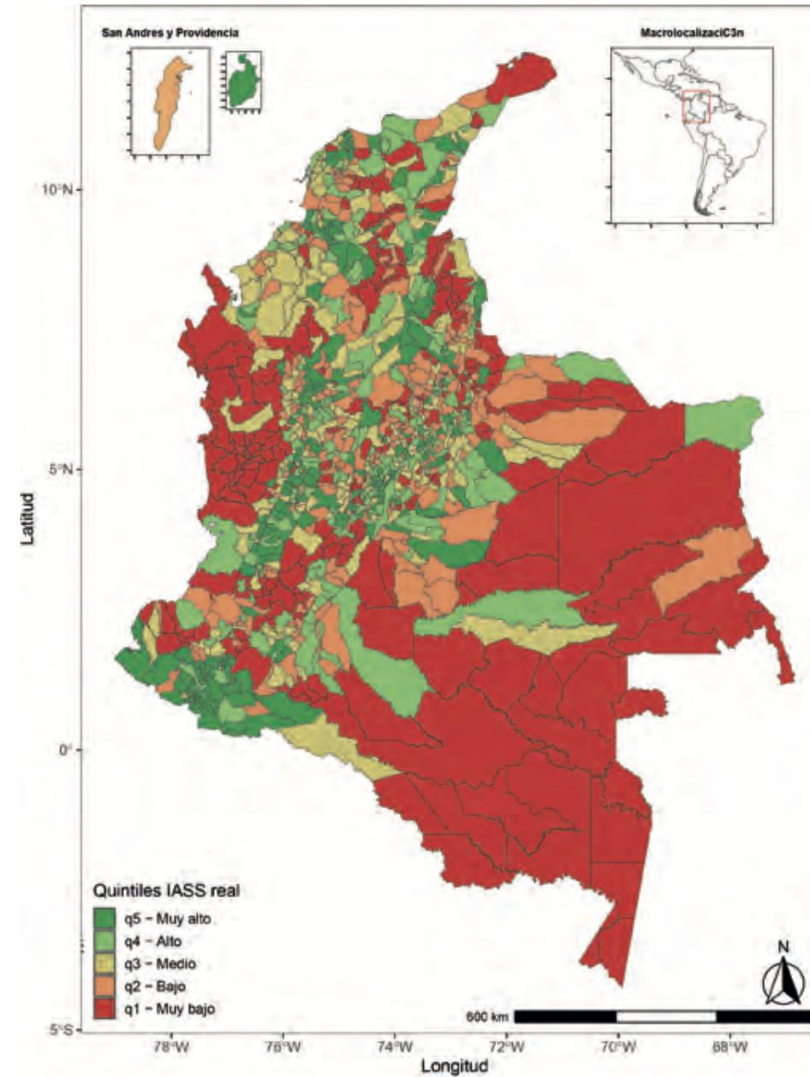 San Andres y Providencia
MacrolocalizaciC3n
10°N
5°N
0°
5°S
Latitud
Quintiles IASS real
q5 – Muy alto
q4 – Alto
q3 – Medio
q2 – Bajo
q1 – Muy bajo
N
600 km
78°W
76°W
74°W
72°W
70°W
68°W
Longitud